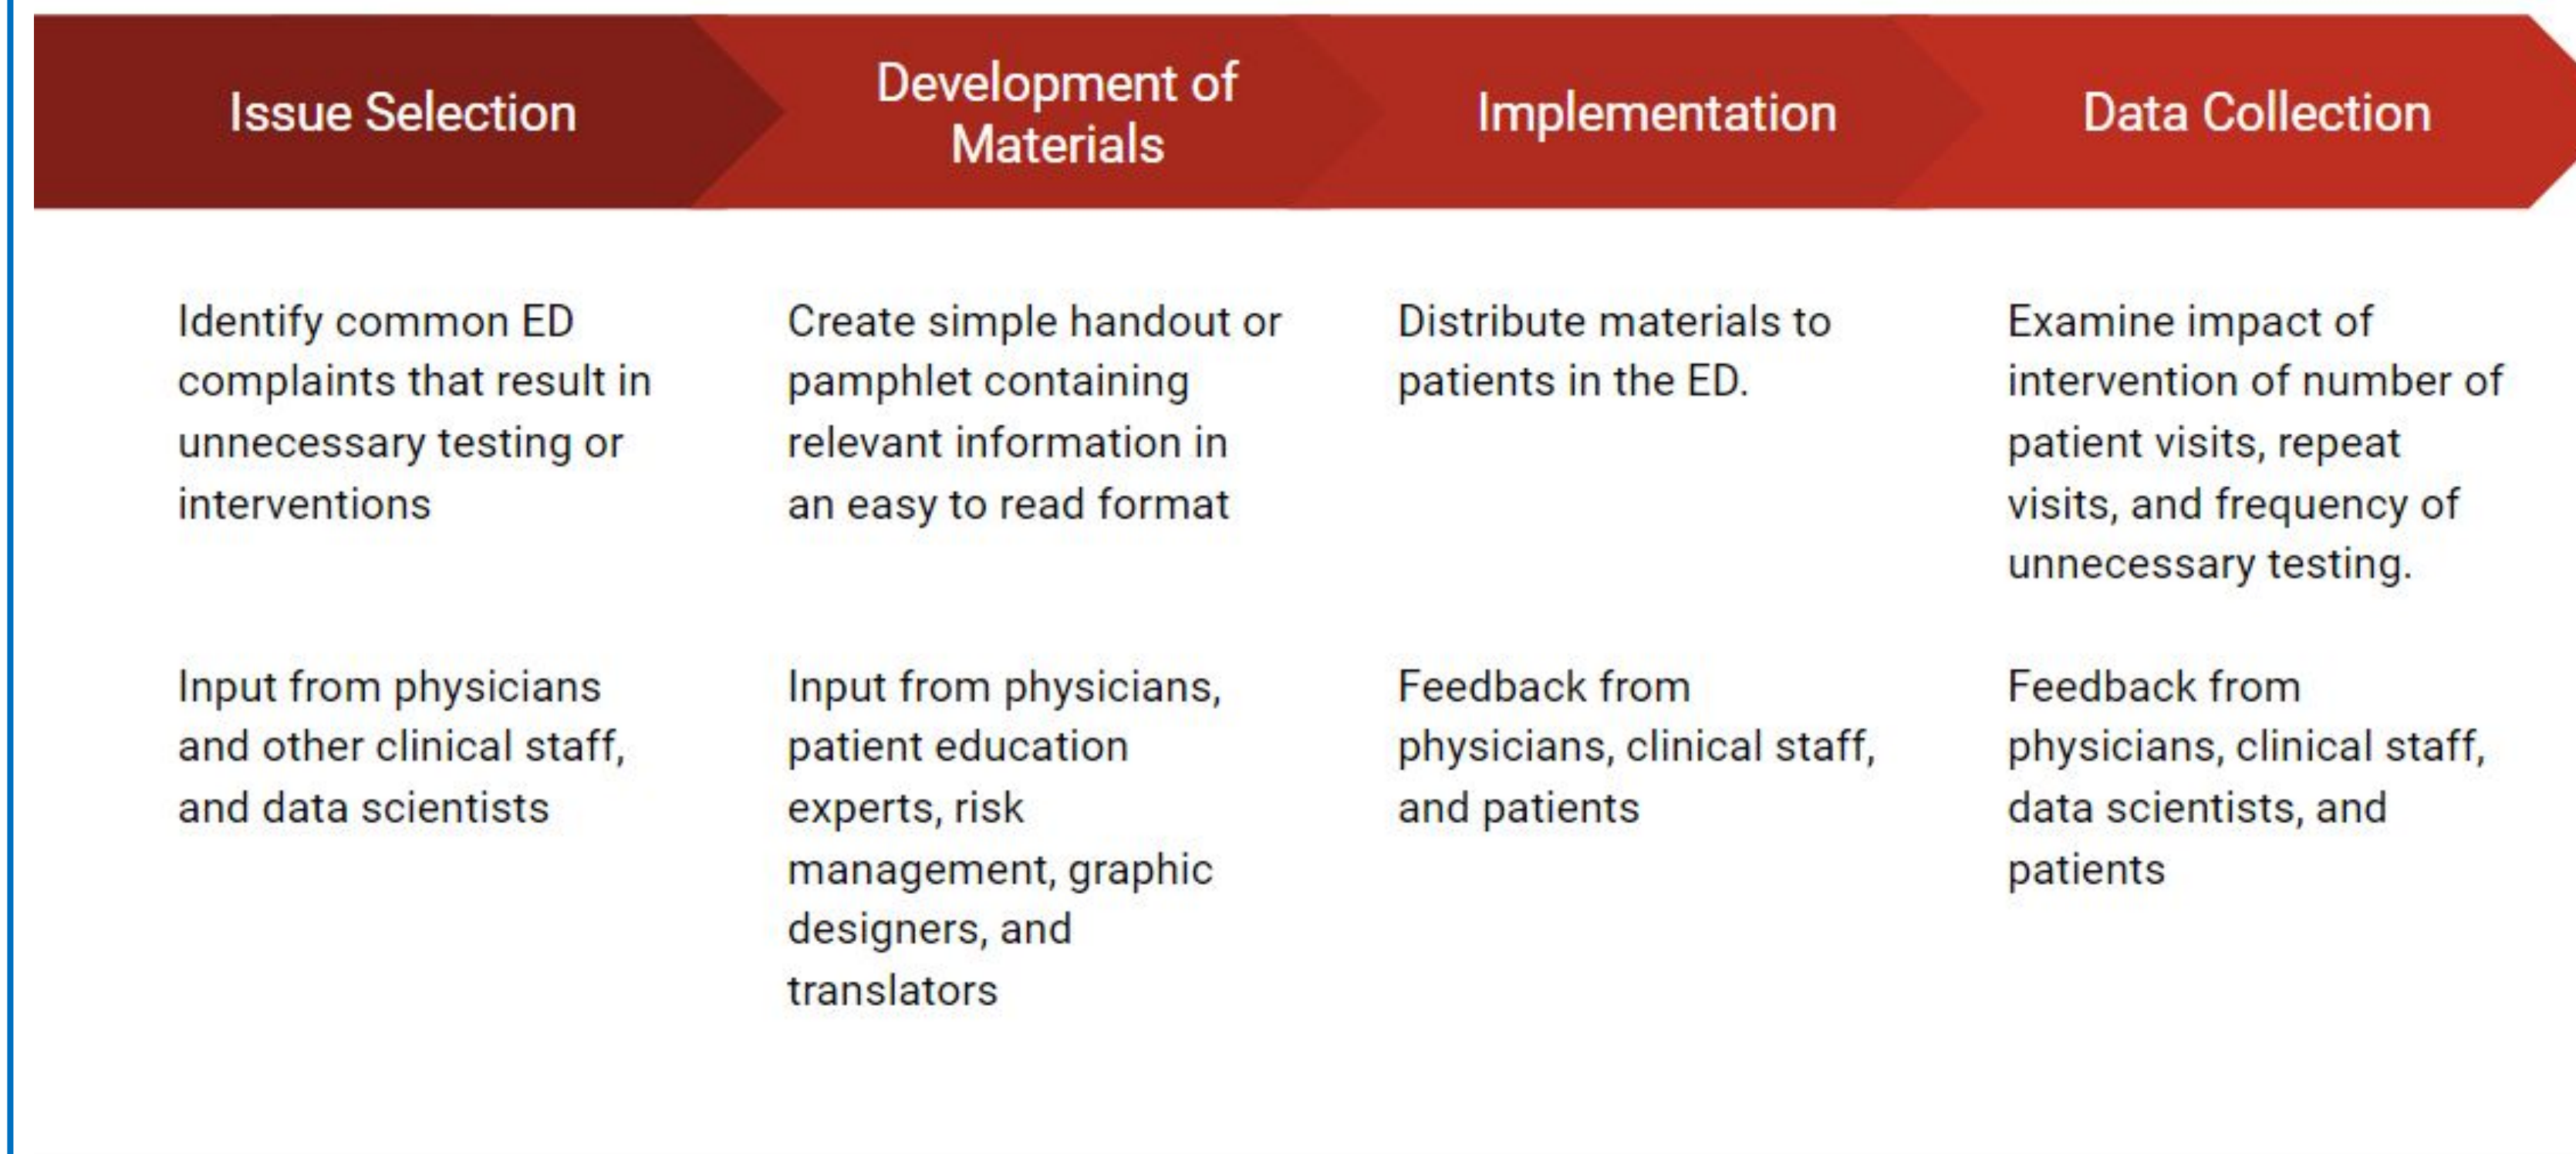 Issue Selection
Development of
Materials
Implementation
Data Collection
Identify common ED
complaints that result in
unnecessary testing or
interventions
Create simple handout or
pamphlet containing
relevant information in
an easy to read format
Distribute materials to
patients in the ED.
Examine impact of
intervention of number of
patient visits, repeat
visits, and frequency of
unnecessary testing.
Input from physicians
and other clinical staff,
and data scientists
Input from physicians,
patient education
experts, risk
management, graphic
designers, and
translators
Feedback from
physicians, clinical staff,
and patients
Feedback from
physicians, clinical staff,
data scientists, and
patients